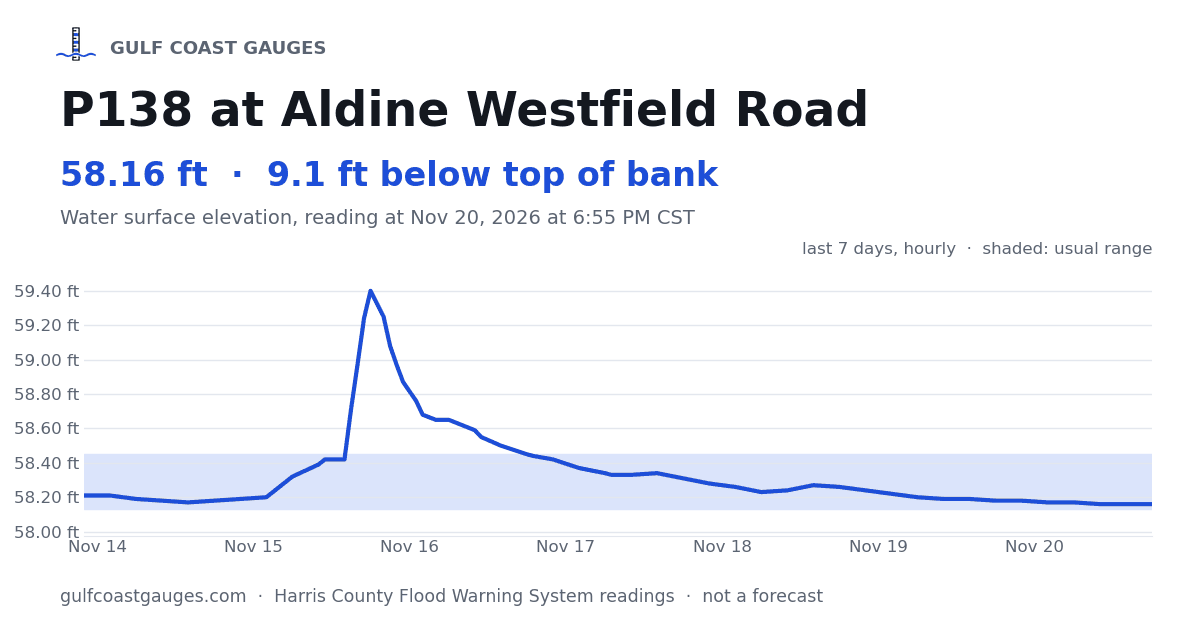 GULF COAST GAUGES
P138 at Aldine Westfield Road
58.16 ft · 9.1 ft below top of bank
Water surface elevation, reading at Nov 20, 2026 at 6:55 PM CST
last 7 days, hourly · shaded: usual range
59.40 ft
59.20 ft
59.00 ft
58.80 ft
58.60 ft
58.40 ft
58.20 ft
58.00 ft
Nov 14 Nov 15 Nov 16 Nov 17 Nov 18 Nov 19 Nov 20
gulfcoastgauges.com · Harris County Flood Warning System readings · not a forecast